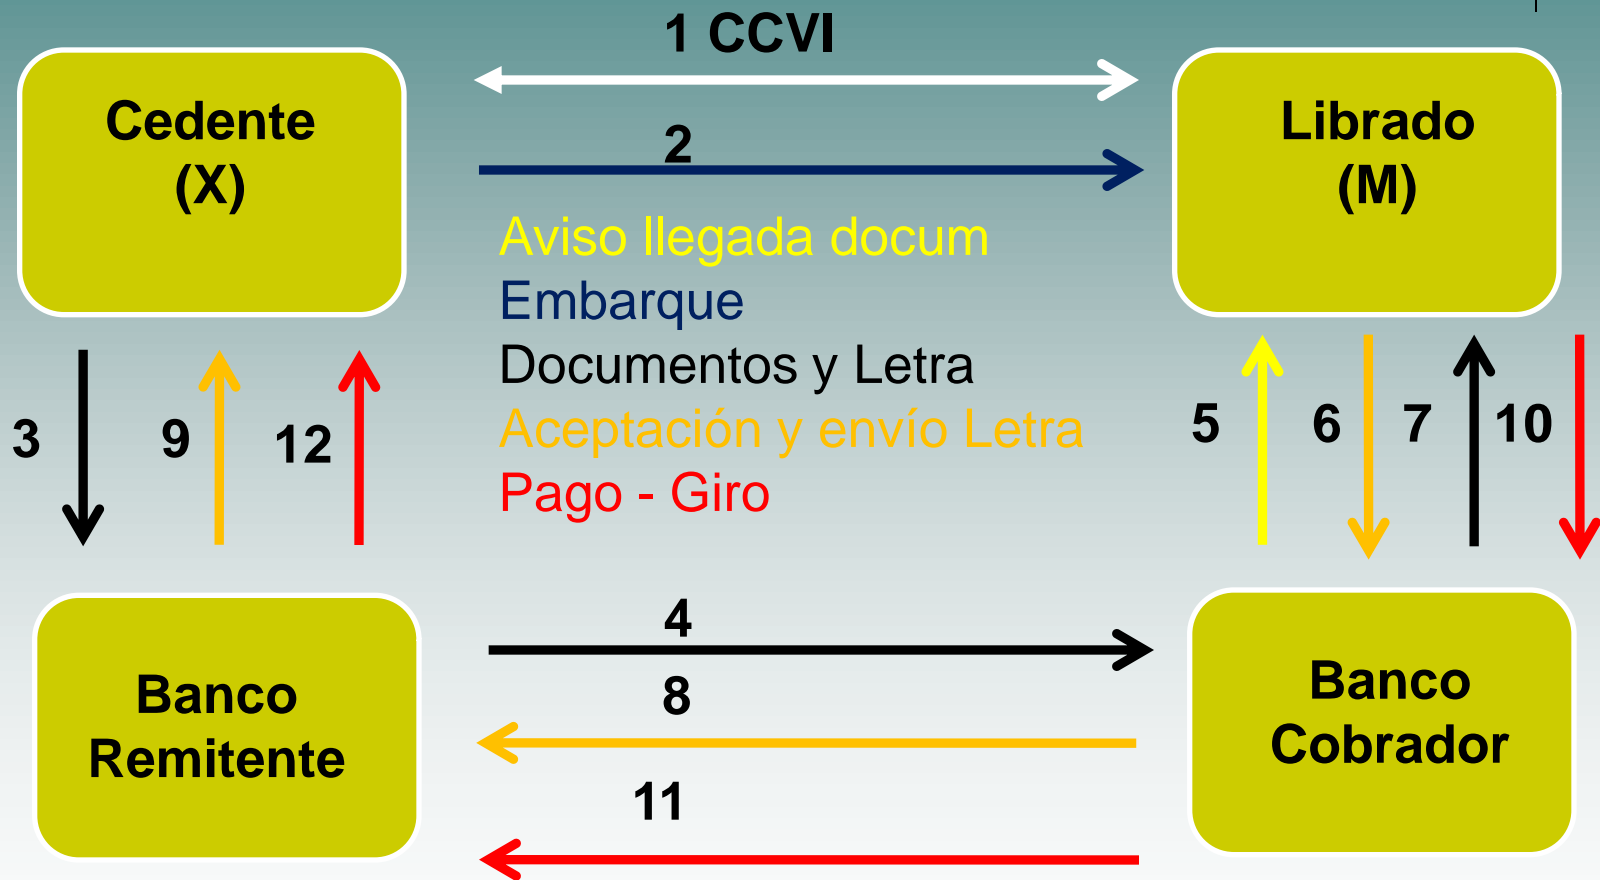 1 CCVI
Cedente
(X)
Librado
(M)
2
Aviso llegada docum
Embarque
Documentos y Letra
Aceptación y envío Letra
Pago - Giro
3
9
12
5
6
7
10
4
8
11
Banco
Remitente
Banco
Cobrador